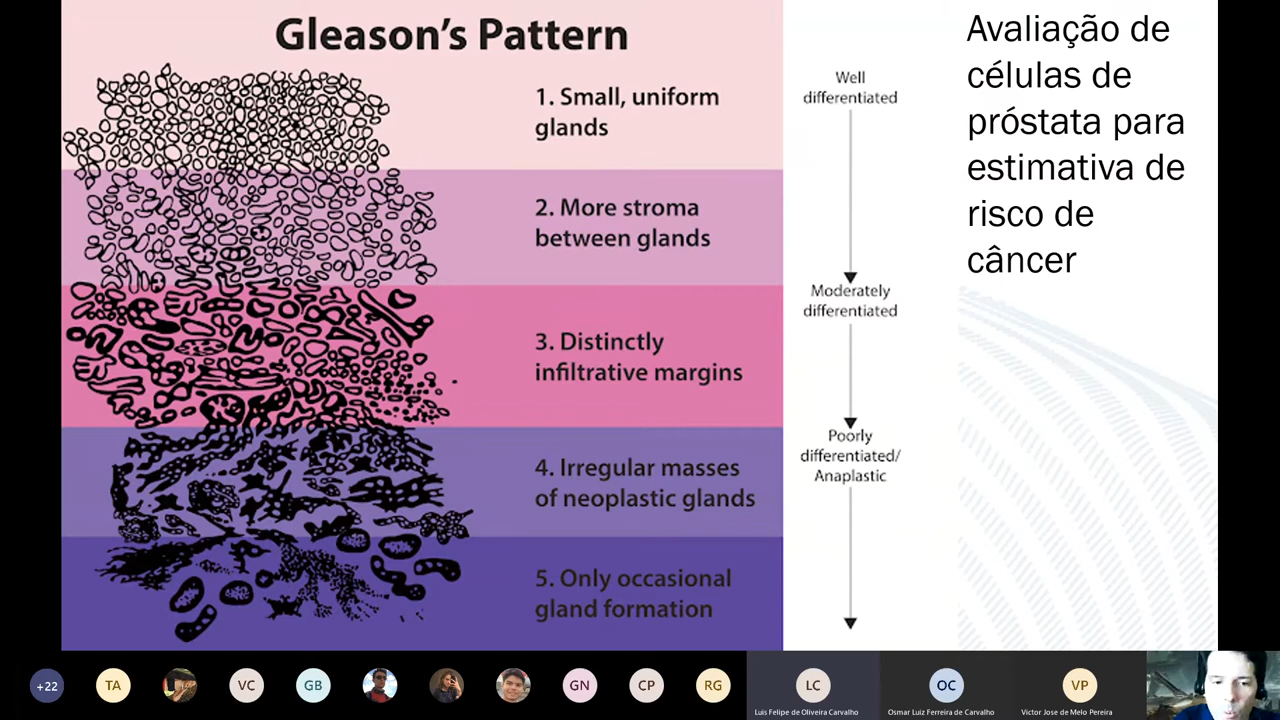 Gleason's Pattern
1. Small, uniform
glands
2. More stroma
between glands
3. Distinctly
infiltrative margins
4. Irregular masses
of neoplastic glands
5. Only occasional
gland formation
Well
differentiated
Moderately
differentiated
Poorly
differentiated/
Anaplastic
Avaliação de
células de
próstata para
estimativa de
risco de
câncer
+22
TA
VC
GB
GN
CP
RG
LC
Luis Felipe de Oliveira Carvalho
OC
Osmar Luiz Ferreira de Carvalho
VP
Victor Jose de Melo Pereira